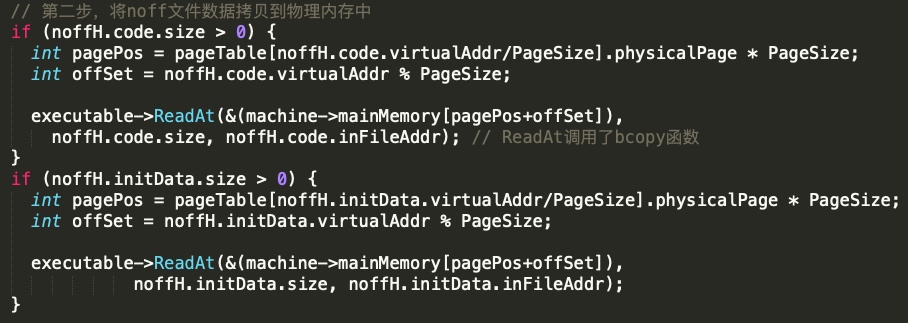 // 第二步，将noff文件数据拷贝到物理内存中
if (noffH.code.size > 0) {
  int pagePos = pageTable[noffH.code.virtualAddr/PageSize].physicalPage * PageSize;
  int offSet = noffH.code.virtualAddr % PageSize;

  executable->ReadAt(&(machine->mainMemory[pagePos+offSet]),
    noffH.code.size, noffH.code.inFileAddr); // ReadAt调用了bcopy函数
}
if (noffH.initData.size > 0) {
  int pagePos = pageTable[noffH.initData.virtualAddr/PageSize].physicalPage * PageSize;
  int offSet = noffH.initData.virtualAddr % PageSize;

  executable->ReadAt(&(machine->mainMemory[pagePos+offSet]),
            noffH.initData.size, noffH.initData.inFileAddr);
}